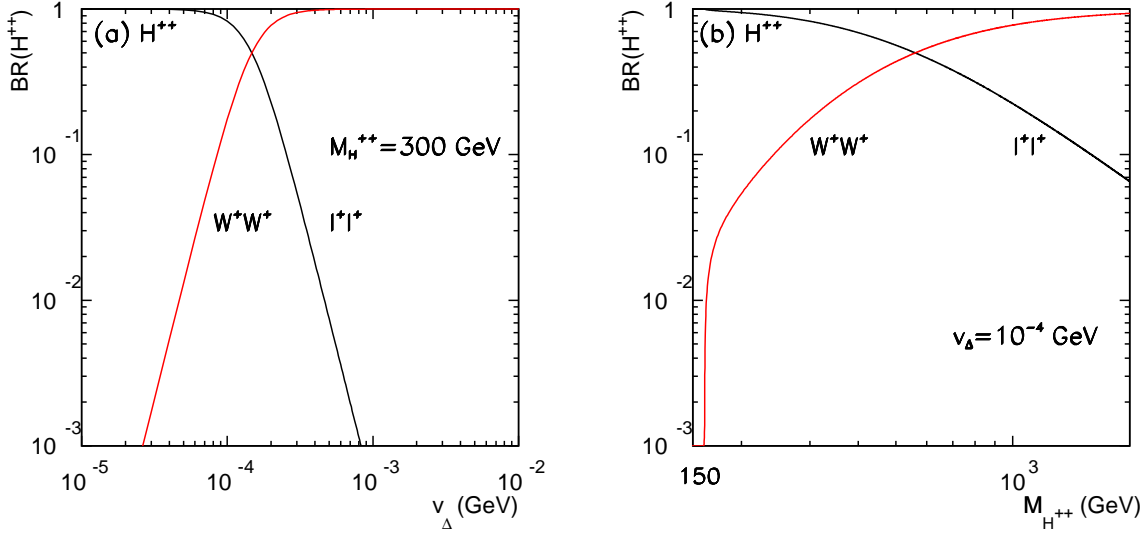 BR(H⁺⁺)
(a) H⁺⁺
M_H⁺⁺=300 GeV
W⁺W⁺
l⁺l⁺
1
10⁻¹
10⁻²
10⁻³
10⁻⁵
10⁻⁴
10⁻³
10⁻²
v_Δ (GeV)
BR(H⁺⁺)
(b) H⁺⁺
W⁺W⁺
l⁺l⁺
v_Δ=10⁻⁴ GeV
1
10⁻¹
10⁻²
10⁻³
150
10³
M_H⁺⁺ (GeV)